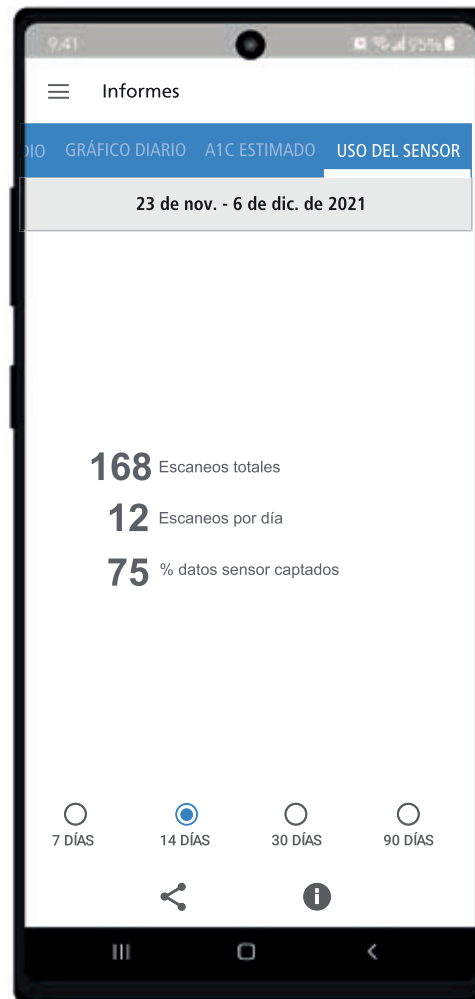 9:41 95%
Informes
DIO GRÁFICO DIARIO A1C ESTIMADO USO DEL SENSOR
23 de nov. - 6 de dic. de 2021
168 Escaneos totales
12 Escaneos por día
75 % datos sensor captados
7 DÍAS 14 DÍAS 30 DÍAS 90 DÍAS